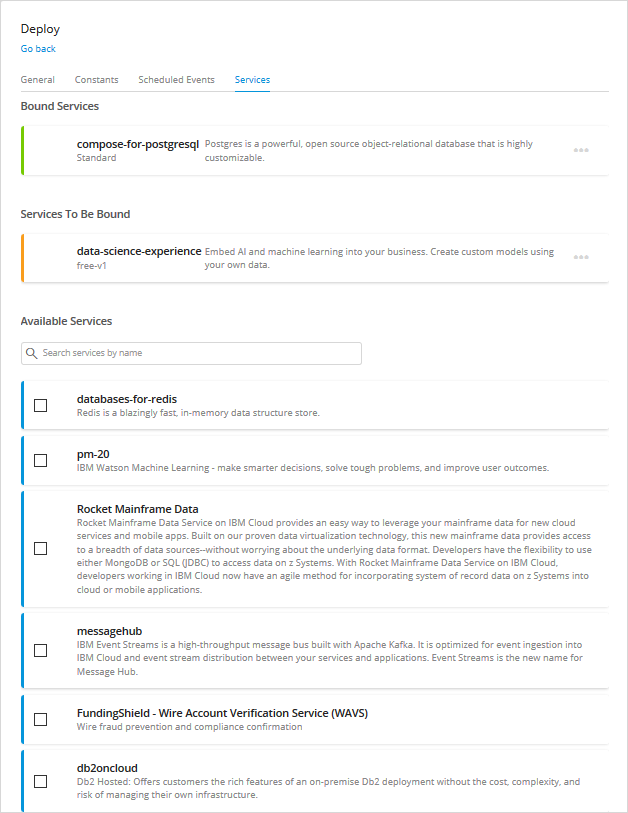 Deploy
Go back
General Constants Scheduled Events Services
Bound Services
compose-for-postgresql Postgres is a powerful, open source object-relational database that is highly
Standard customizable.
Services To Be Bound
data-science-experience Embed AI and machine learning into your business. Create custom models using
free-v1 your own data.
Available Services
Search services by name
databases-for-redis
Redis is a blazingly fast, in-memory data structure store.
pm-20
IBM Watson Machine Learning - make smarter decisions, solve tough problems, and improve user outcomes.
Rocket Mainframe Data
Rocket Mainframe Data Service on IBM Cloud provides an easy way to leverage your mainframe data for new cloud
services and mobile apps. Built on our proven data virtualization technology, this new mainframe data provides access
to a breadth of data sources--without worrying about the underlying data format. Developers have the flexibility to use
either MongoDB or SQL (JDBC) to access data on z Systems. With Rocket Mainframe Data Service on IBM Cloud,
developers working in IBM Cloud now have an agile method for incorporating system of record data on z Systems into
cloud or mobile applications.
messagehub
IBM Event Streams is a high-throughput message bus built with Apache Kafka. It is optimized for event ingestion into
IBM Cloud and event stream distribution between your services and applications. Event Streams is the new name for
Message Hub.
FundingShield - Wire Account Verification Service (WAVS)
Wire fraud prevention and compliance confirmation
db2oncloud
Db2 Hosted: Offers customers the rich features of an on-premise Db2 deployment without the cost, complexity, and
risk of managing their own infrastructure.